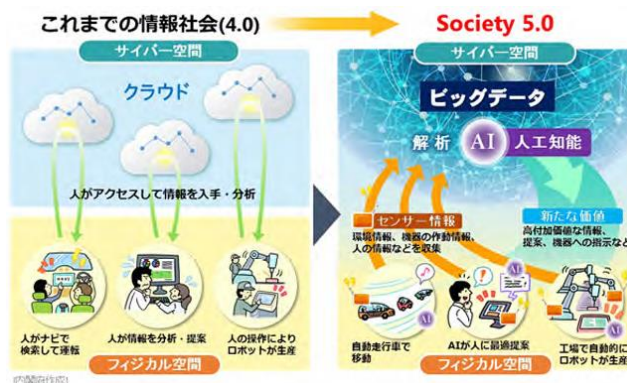 これまでの情報社会(4.0)
Society 5.0
サイバー空間
クラウド
人がアクセスして情報を入手・分析
人がナビで
検索して運転
人が情報を分析・提案
人の操作により
ロボットが生産
フィジカル空間
サイバー空間
ビッグデータ
解析 AI 人工知能
センサー情報
環境情報、機器の作動情報、
人の情報などを収集
新たな価値
高付加価値な情報、
提案、機器への指示など
AI
AI
AI
自動走行車で
移動
AIが人に最適提案
工場で自動的に
ロボットが生産
フィジカル空間